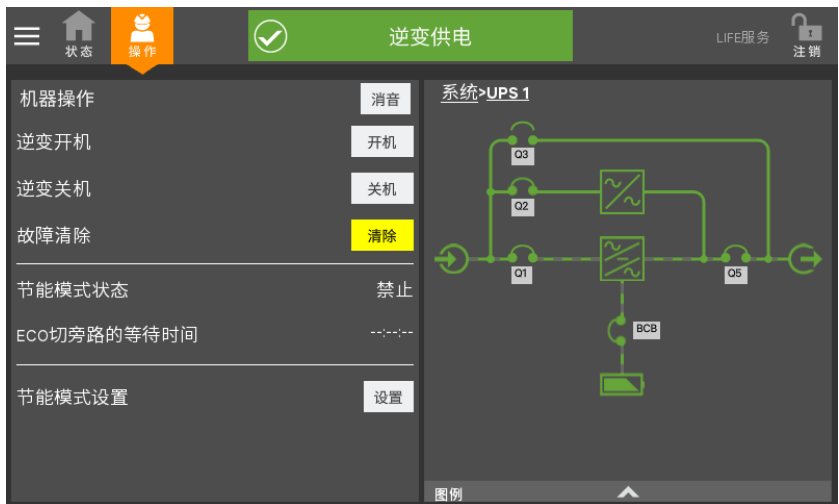 状态
操作
逆变供电
LIFE服务
注销
机器操作
消音
逆变开机
开机
逆变关机
关机
故障清除
清除
节能模式状态
禁止
ECO切旁路的等待时间
--:--:--
节能模式设置
设置
系统>UPS 1
Q3
Q2
Q1
Q5
BCB
图例